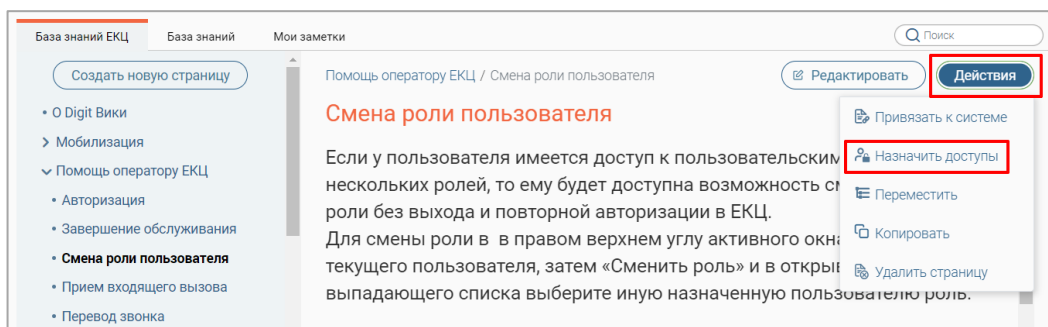 База знаний ЕКЦ База знаний Мои заметки Поиск
Создать новую страницу
• О Digit Вики
Мобилизация
Помощь оператору ЕКЦ
• Авторизация
• Завершение обслуживания
• Смена роли пользователя
• Прием входящего вызова
• Перевод звонка
Помощь оператору ЕКЦ / Смена роли пользователя Редактировать Действия
Смена роли пользователя
Если у пользователя имеется доступ к пользовательским
нескольких ролей, то ему будет доступна возможность
роли без выхода и повторной авторизации в ЕКЦ.
Для смены роли в в правом верхнем углу активного
текущего пользователя, затем «Сменить роль» и в
выпадающего списка выберите иную назначенную пользователю роль.
Привязать к системе
Назначить доступы
Переместить
Копировать
Удалить страницу